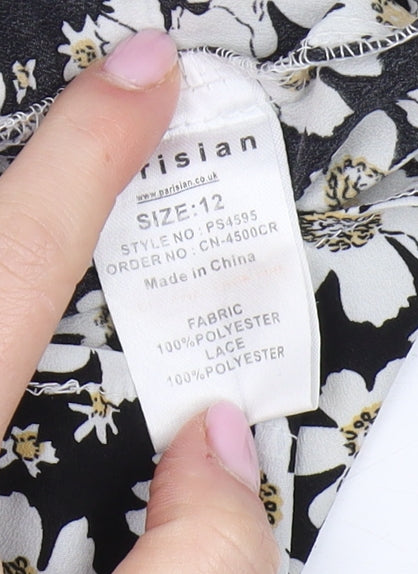 risian
www.parisian.co.uk
SIZE:12
STYLE NO : PS4595
ORDER NO : CN-4500CR
Made in China
FABRIC
100%POLYESTER
LACE
100%POLYESTER